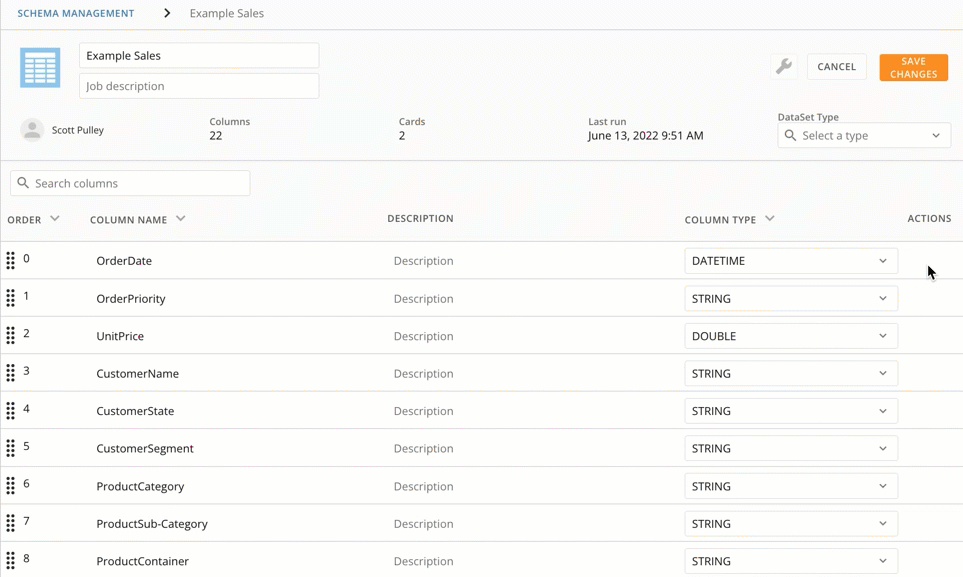 SCHEMA MANAGEMENT > Example Sales
Example Sales
Job description
CANCEL
SAVE CHANGES
Scott Pulley
Columns
22
Cards
2
Last run
June 13, 2022 9:51 AM
DataSet Type
Select a type
Search columns
ORDER COLUMN NAME DESCRIPTION COLUMN TYPE ACTIONS
0 OrderDate Description DATETIME
1 OrderPriority Description STRING
2 UnitPrice Description DOUBLE
3 CustomerName Description STRING
4 CustomerState Description STRING
5 CustomerSegment Description STRING
6 ProductCategory Description STRING
7 ProductSub-Category Description STRING
8 ProductContainer Description STRING